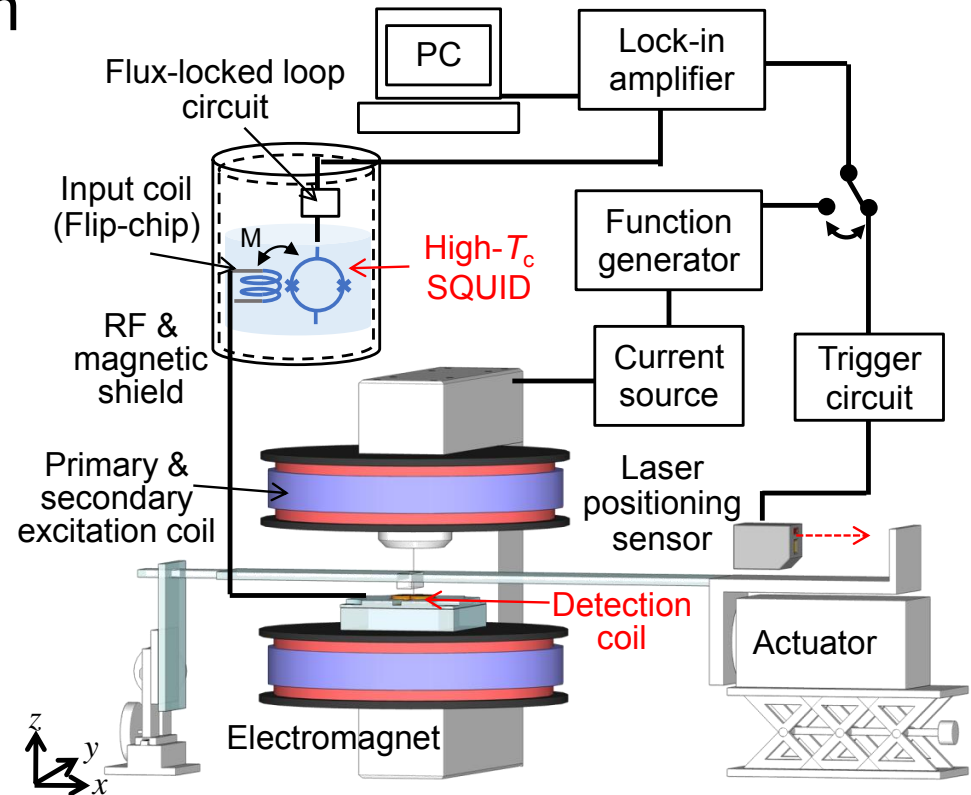 n
PC
Lock-in
amplifier
Flux-locked loop
circuit
Input coil
(Flip-chip)
M
High-Tc
SQUID
Function
generator
RF &
magnetic
shield
Current
source
Trigger
circuit
Primary &
secondary
excitation coil
Laser
positioning
sensor
Detection
coil
Actuator
Electromagnet
z
y
x